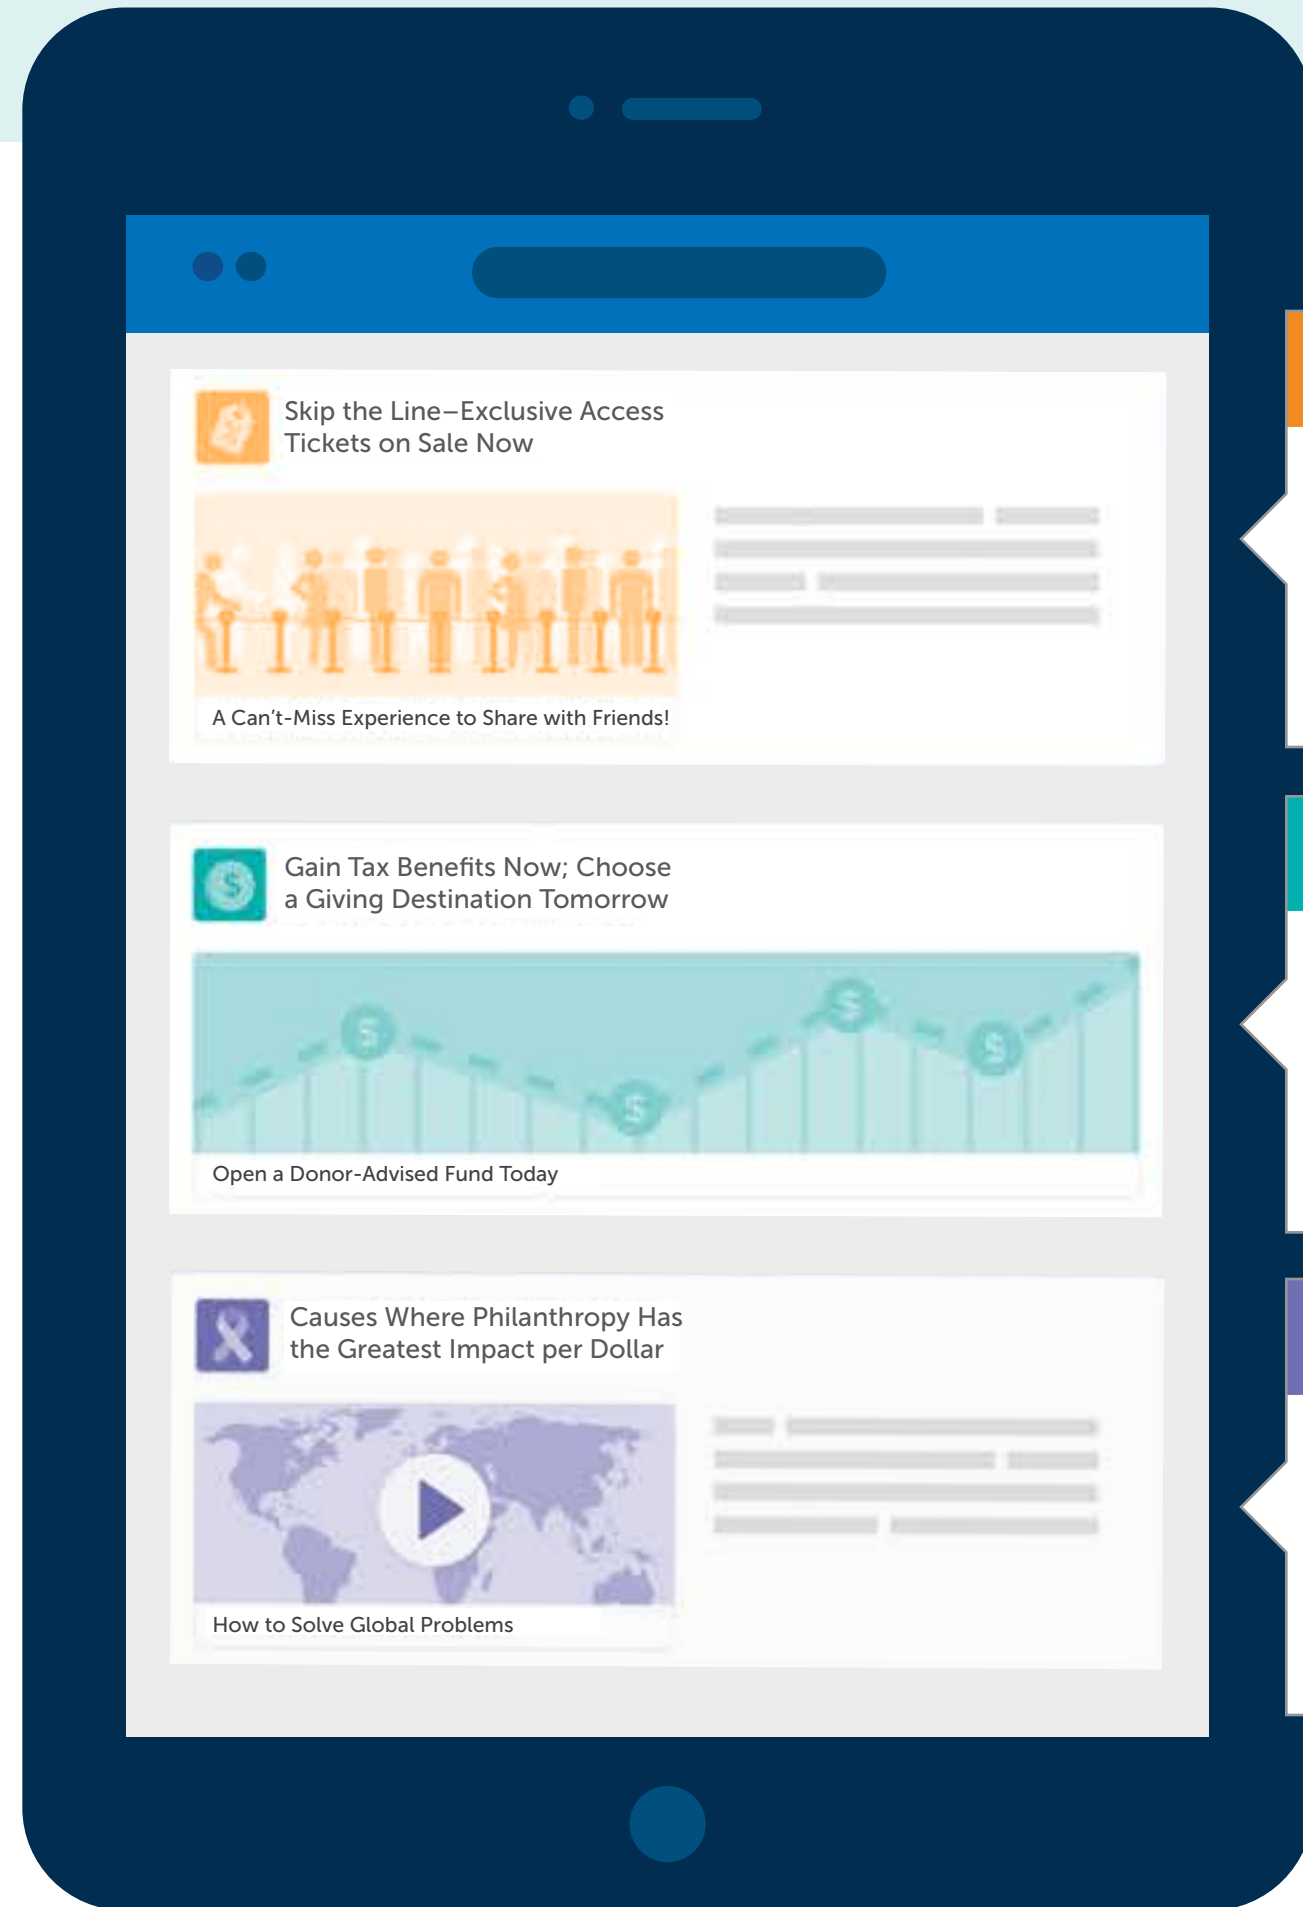 Skip the Line–Exclusive Access
Tickets on Sale Now
A Can't-Miss Experience to Share with Friends!
Gain Tax Benefits Now; Choose
a Giving Destination Tomorrow
$
$
$
$
$
Open a Donor-Advised Fund Today
Causes Where Philanthropy Has
the Greatest Impact per Dollar
How to Solve Global Problems